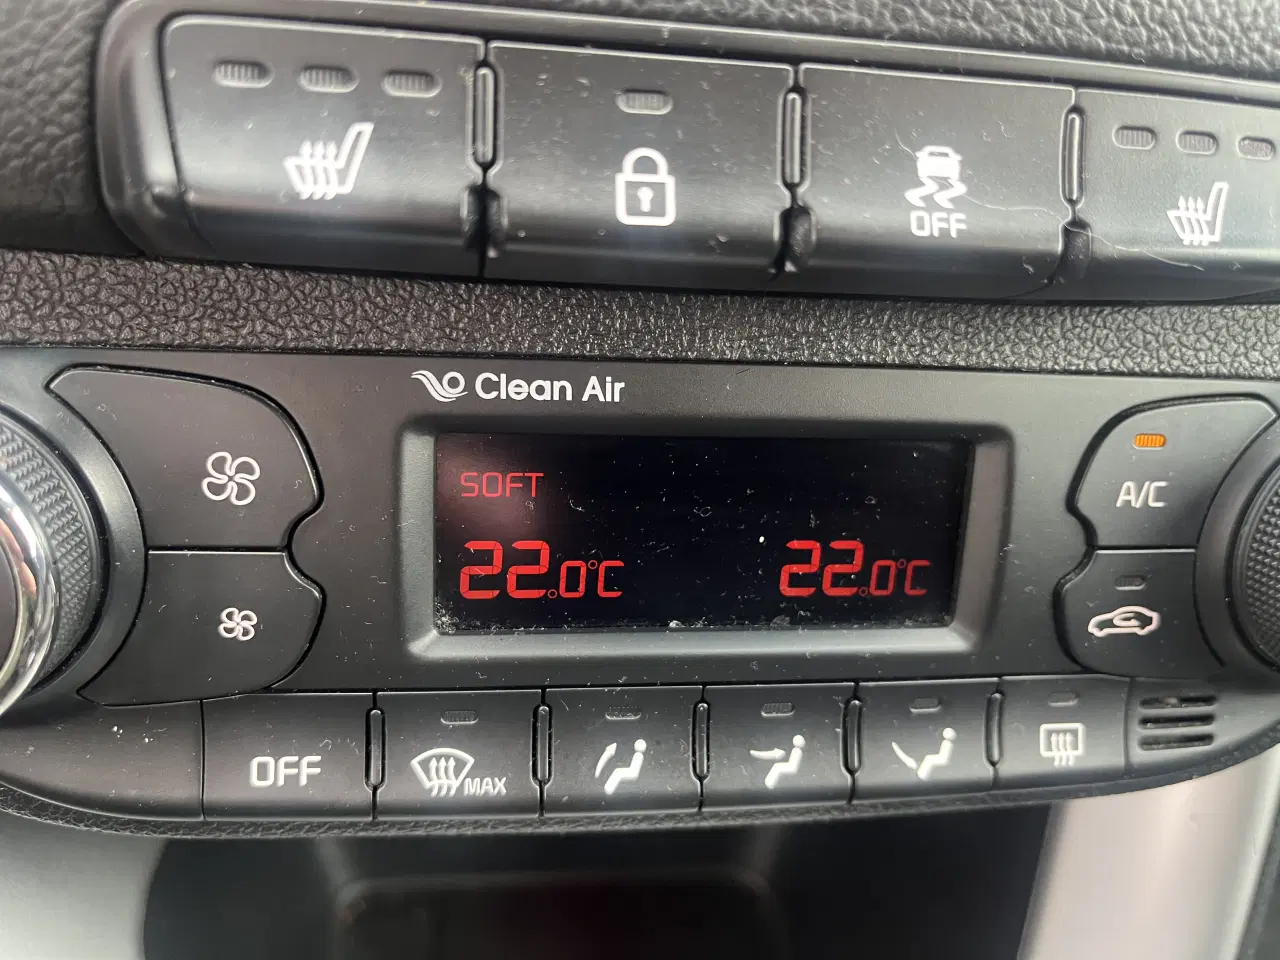 OFF
Clean Air
SOFT
A/C
22.0°C 22.0°C
OFF
MAX